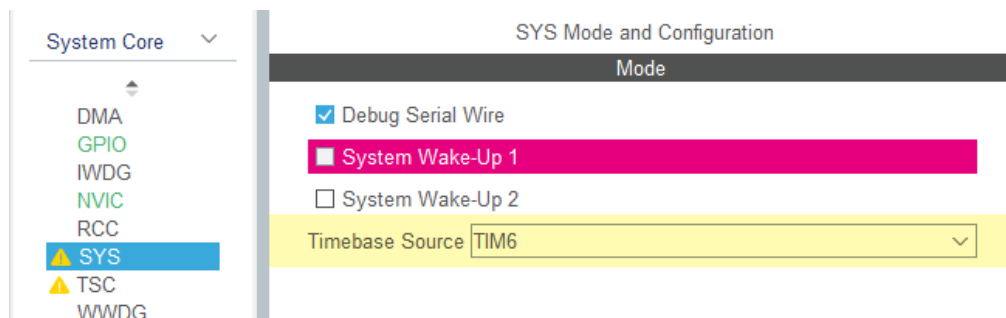 System Core
DMA
GPIO
IWDG
NVIC
RCC
SYS
TSC
WWDG
SYS Mode and Configuration
Mode
Debug Serial Wire
System Wake-Up 1
System Wake-Up 2
Timebase Source TIM6